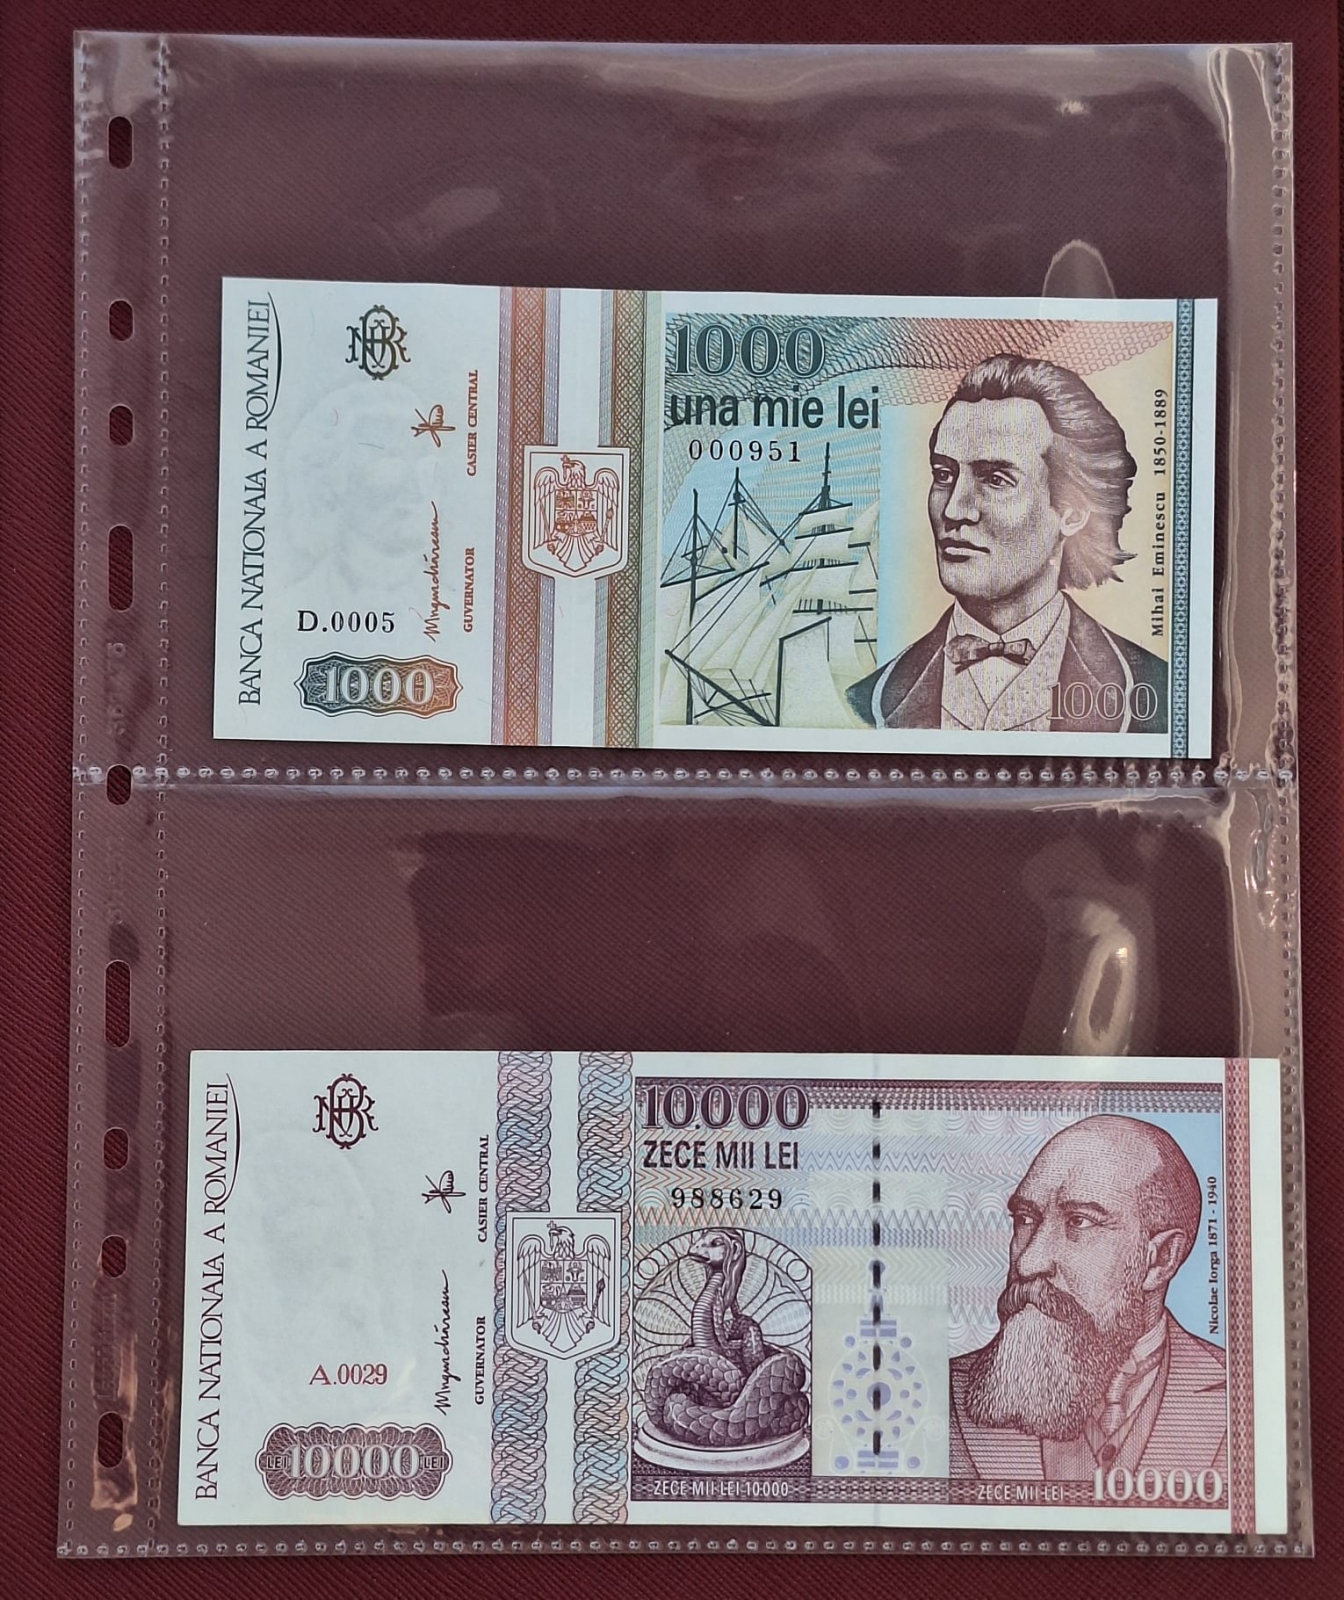 BANCA NATIONALA A ROMANIEI
BNR
CASIER CENTRAL
GUVERNATOR
D.0005
1000
1000
una mie lei
000951
Mihai Eminescu 1850-1889
1000
BANCA NATIONALA A ROMANIEI
BNR
CASIER CENTRAL
GUVERNATOR
A.0029
LEI 10000 LEI
10.000
ZECE MII LEI
988629
ZECE MII LEI 10·000
Nicolae Iorga 1871 - 1940
ZECE MII LEI
10000